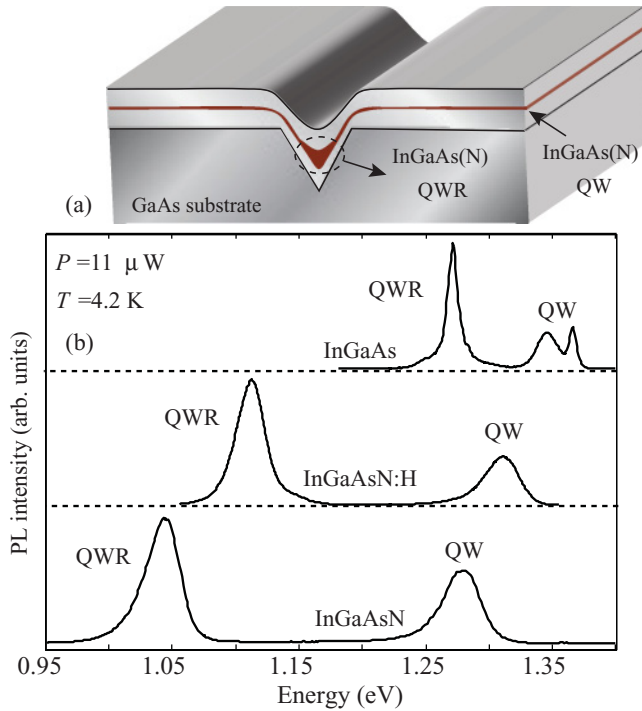 InGaAs(N)
QWR
InGaAs(N)
QW
GaAs substrate
(a)
P =11 μ W
T =4.2 K
(b)
QWR
QW
InGaAs
QWR
QW
InGaAsN:H
QWR
QW
InGaAsN
PL intensity (arb. units)
0.95 1.05 1.15 1.25 1.35
Energy (eV)